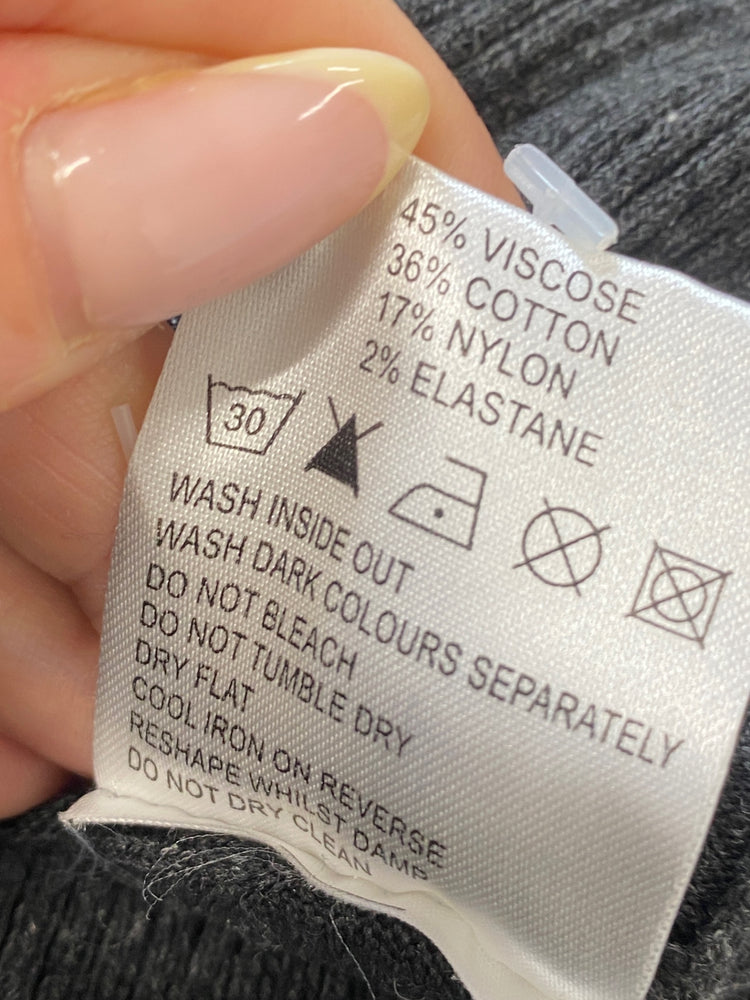 45% VISCOSE
36% COTTON
17% NYLON
2% ELASTANE
30
WASH INSIDE OUT
WASH DARK COLOURS SEPARATELY
DO NOT BLEACH
DO NOT TUMBLE DRY
DRY FLAT
COOL IRON ON REVERSE
RESHAPE WHILST DAMP
DO NOT DRY CLEAN